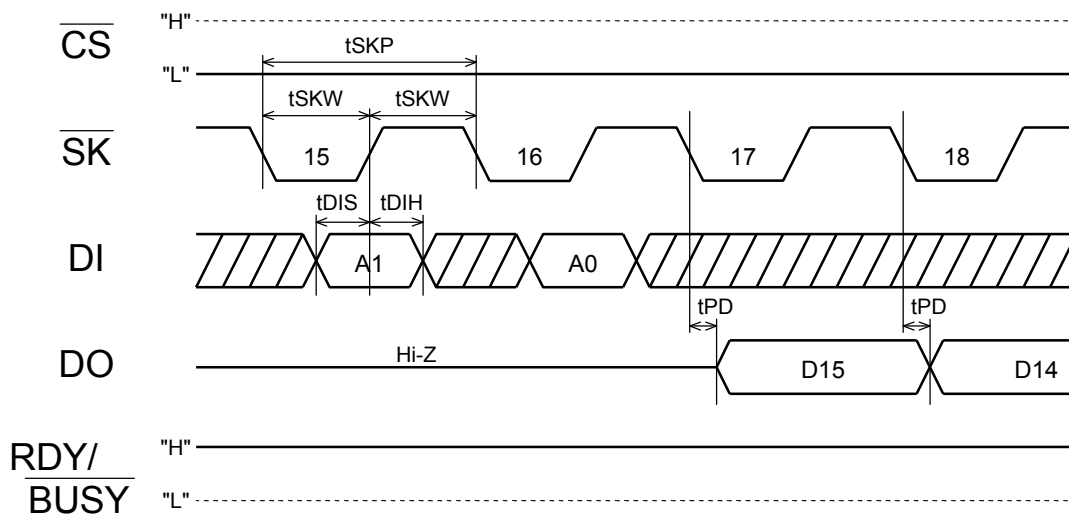 "H"
CS
tSKP
"L"
tSKW tSKW
SK
15 16 17 18
tDIS tDIH
DI
A1 A0
tPD tPD
Hi-Z
DO
D15 D14
"H"
RDY/
BUSY
"L"